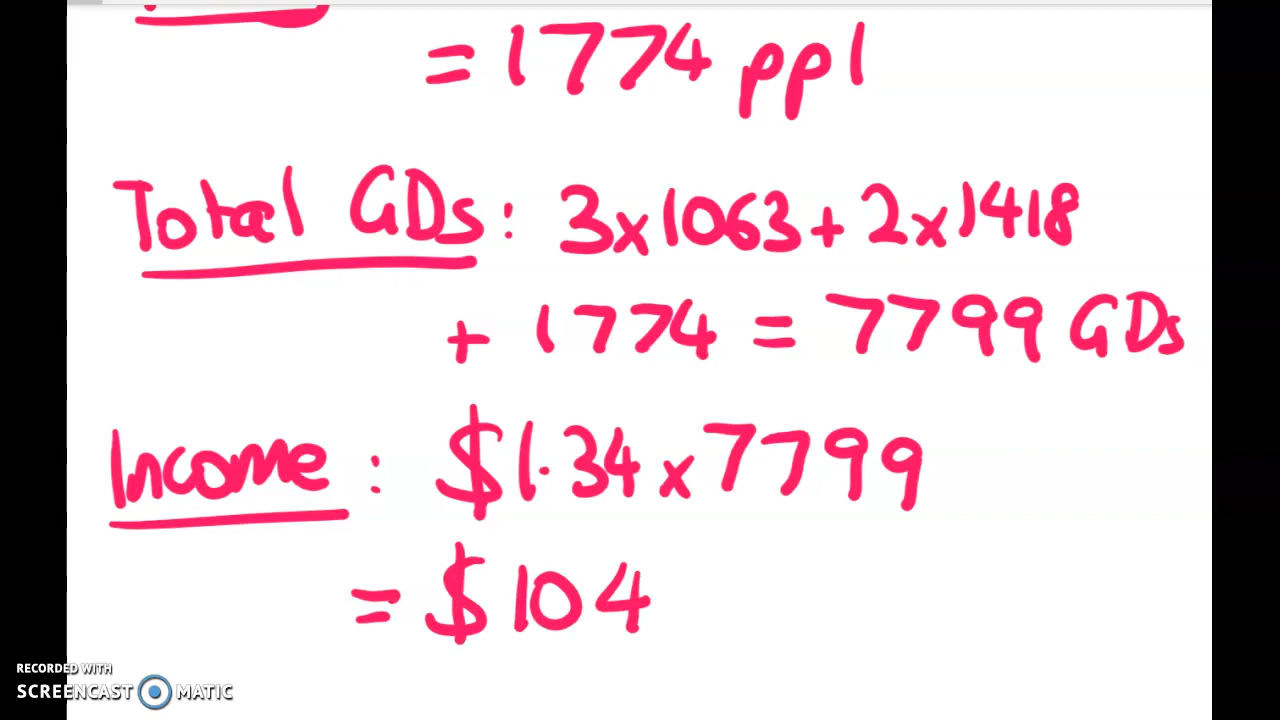 = 1774 ppl
Total GDs: 3x1063 + 2x1418
+ 1774 = 7799 GDs
Income: $1.34 x 7799
= $104
RECORDED WITH
SCREENCAST MATIC